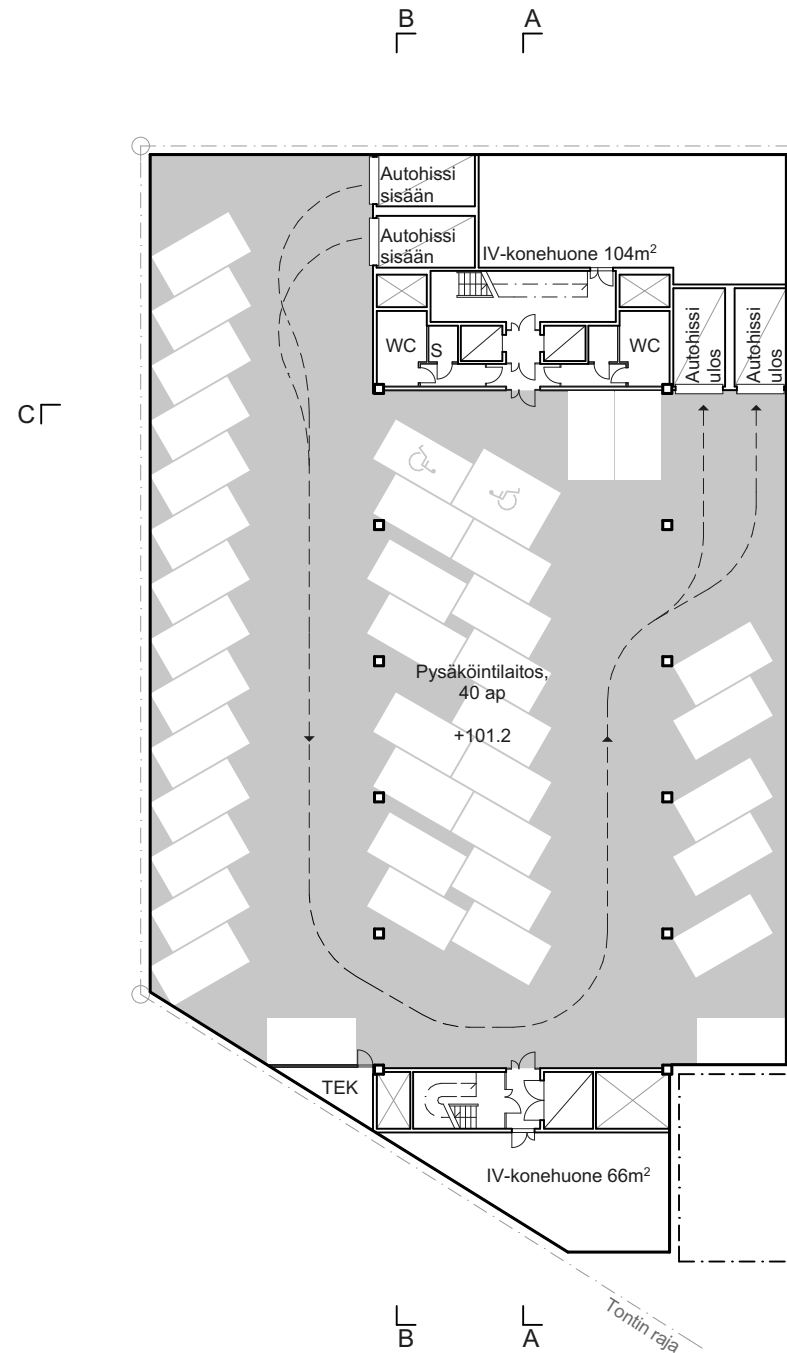 B
A
Autohissi
sisään
Autohissi
sisään
IV-konehuone 104m²
WC
S
WC
Autohissi
ulos
Autohissi
ulos
C
Pysäköintilaitos,
40 ap
+101.2
TEK
IV-konehuone 66m²
Tontin raja
B
A